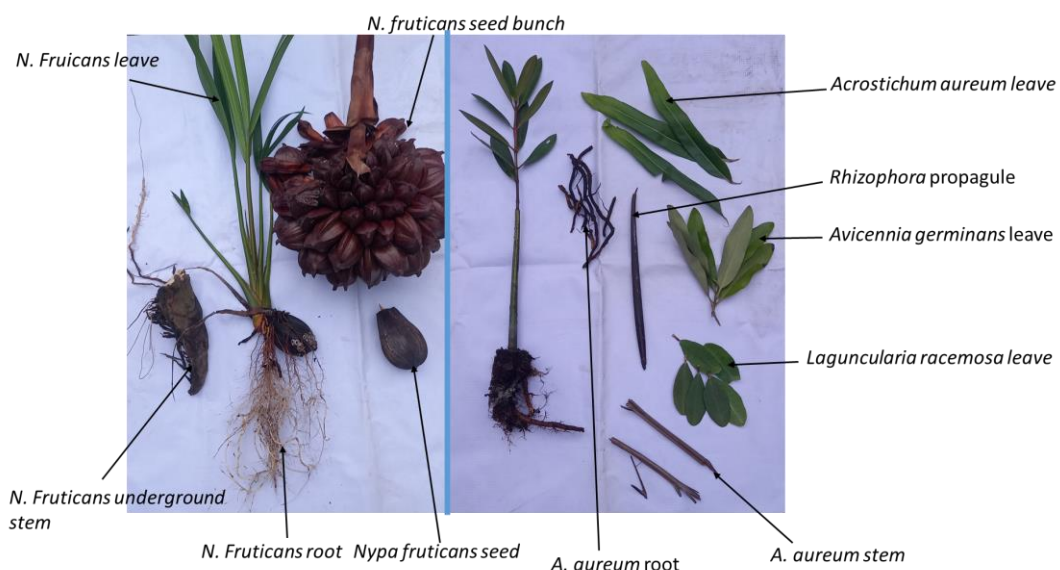 N. fruticans seed bunch
N. Fruicans leave
Acrostichum aureum leave
Rhizophora propagule
Avicennia germinans leave
Laguncularia racemosa leave
N. Fruticans underground
stem
N. Fruticans root
Nypa fruticans seed
A. aureum root
A. aureum stem